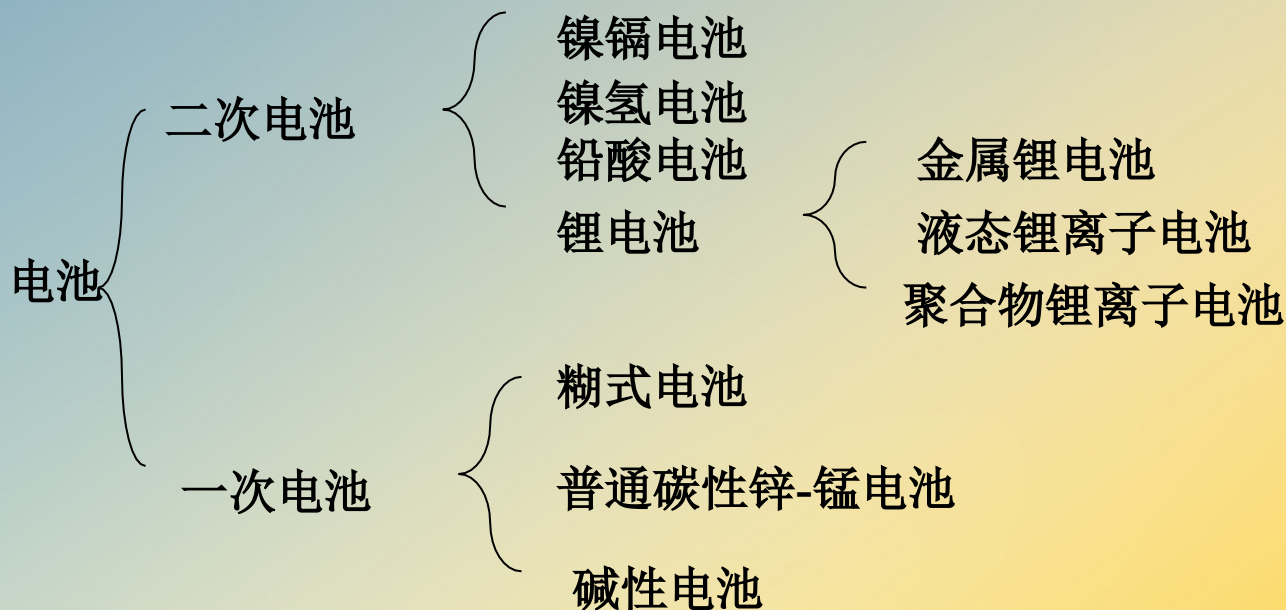 镍镉电池
镍氢电池
二次电池
铅酸电池
金属锂电池
锂电池
液态锂离子电池
电池
聚合物锂离子电池
糊式电池
一次电池
普通碳性锌-锰电池
碱性电池